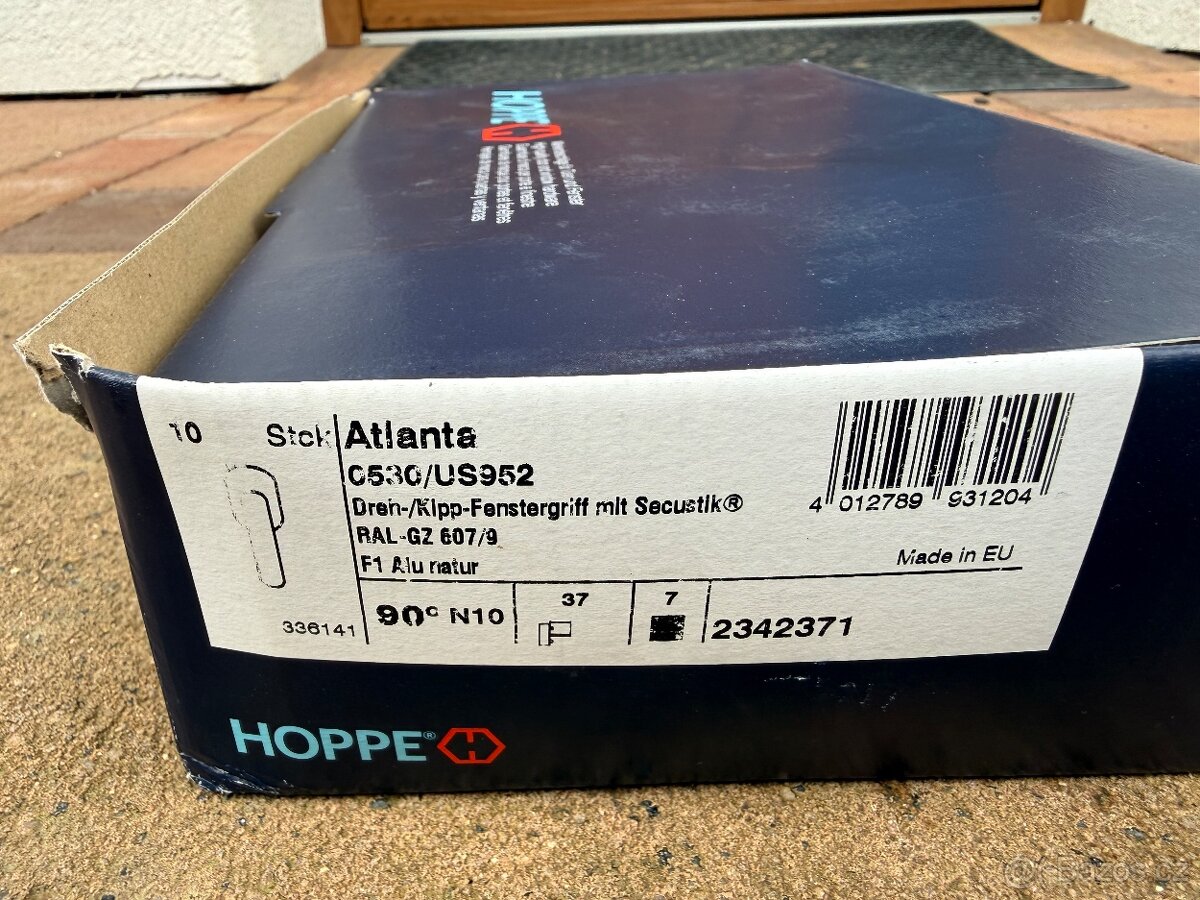 HOPPE
10 Stck
Atlanta
0530/US952
Dreh-/Kipp-Fenstergriff mit Secustik®
RAL-GZ 607/9
F1 Alu natur
4 012789 931204
Made in EU
336141
90° N10
37
7
2342371
HOPPE®